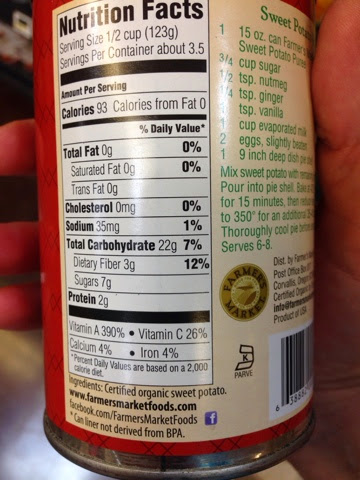 Nutrition Facts
Serving Size 1/2 cup (123g)
Servings Per Container about 3.5
Amount Per Serving
Calories 93 Calories from Fat 0
% Daily Value*
Total Fat 0g 0%
Saturated Fat 0g 0%
Trans Fat 0g
Cholesterol 0mg 0%
Sodium 35mg 1%
Total Carbohydrate 22g 7%
Dietary Fiber 3g 12%
Sugars 7g
Protein 2g
Vitamin A 390% • Vitamin C 26%
Calcium 4% • Iron 4%
*Percent Daily Values are based on a 2,000
calorie diet.
Ingredients: Certified organic sweet potato.
www.farmersmarketfoods.com
facebook.com/FarmersMarketFoods f
* Can liner not derived from BPA.
Sweet
1 15 oz. can
Sweet Potato
3/4 cup sugar
1/2 tsp. nutmeg
tsp. ginger
tsp. vanilla
cup evaporated milk
2 eggs, slightly beaten
1 9 inch deep dish pie
Mix sweet potato with
Pour into pie shell.
for 15 minutes, then
to 350° for an additional
Thoroughly cool pie before
Serves 6-8.
FARMER'S
MARKET
Dist. by
Post Office Box
Corvallis,
Certified
Product of USA
K
PARVE
6